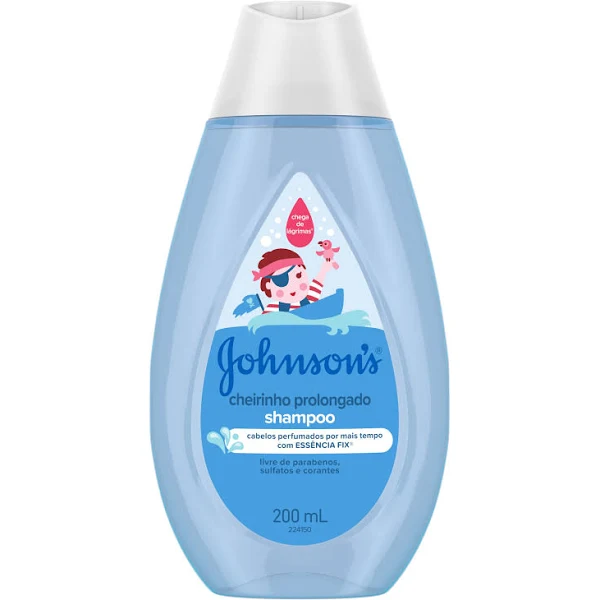 chega
de
lágrimas*
Johnson's®
cheirinho prolongado
shampoo
cabelos perfumados por mais tempo
com ESSÊNCIA FIX®
livre de parabenos,
sulfatos e corantes
200 mL
224150